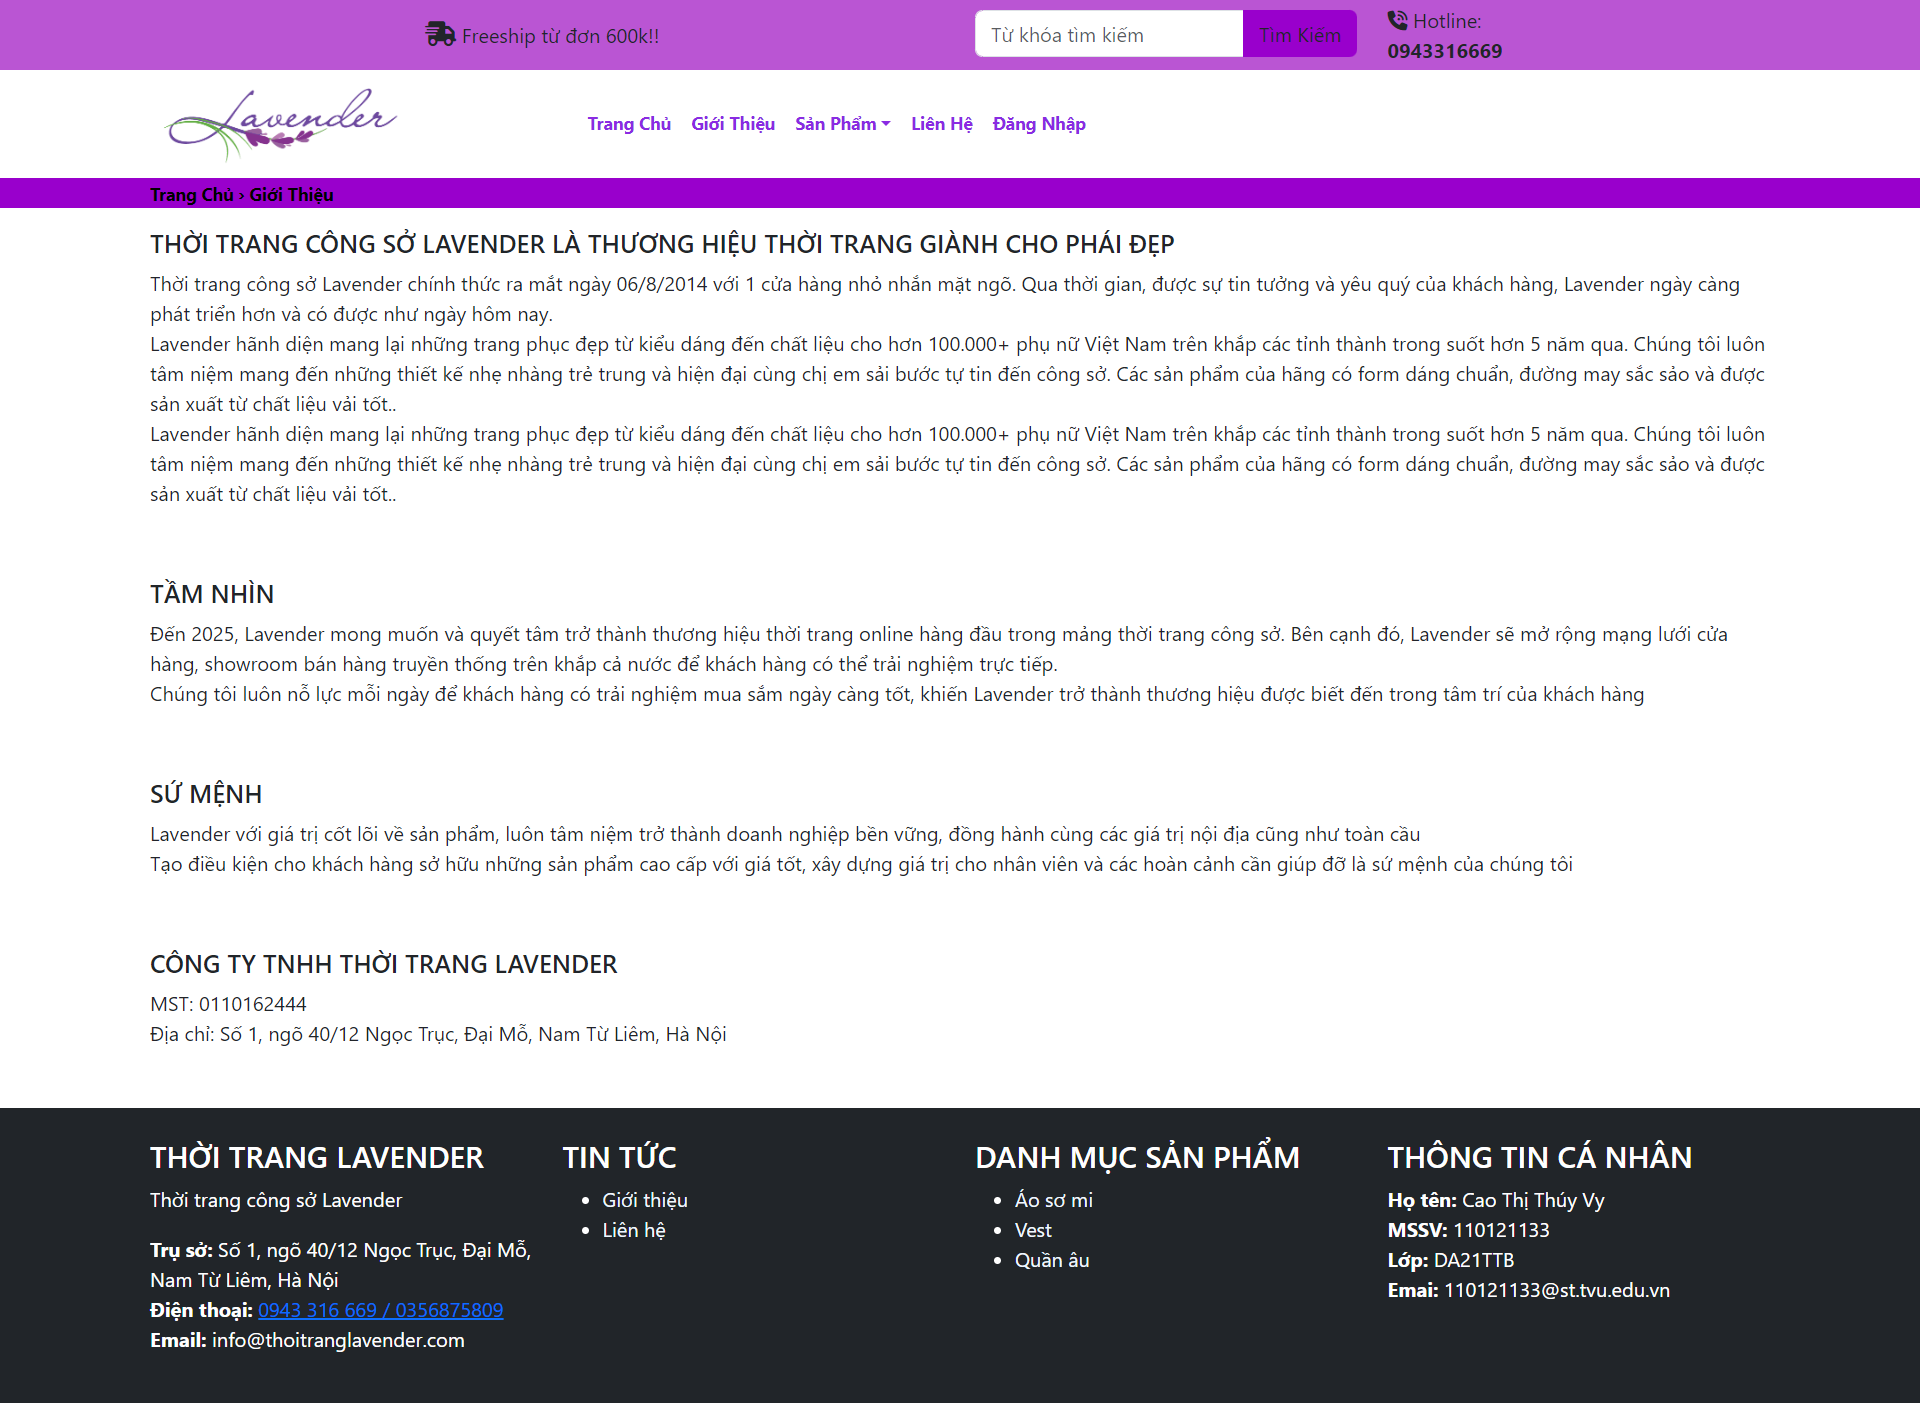 Freeship từ đơn 600k!!
Từ khóa tìm kiếm
Tìm Kiếm
Hotline:
0943316669
Lavender
Trang Chủ
Giới Thiệu
Sản Phẩm
Liên Hệ
Đăng Nhập
Trang Chủ › Giới Thiệu
THỜI TRANG CÔNG SỞ LAVENDER LÀ THƯƠNG HIỆU THỜI TRANG GIÀNH CHO PHÁI ĐẸP
Thời trang công sở Lavender chính thức ra mắt ngày 06/8/2014 với 1 cửa hàng nhỏ nhắn mặt ngõ. Qua thời gian, được sự tin tưởng và yêu quý của khách hàng, Lavender ngày càng
phát triển hơn và có được như ngày hôm nay.
Lavender hãnh diện mang lại những trang phục đẹp từ kiểu dáng đến chất liệu cho hơn 100.000+ phụ nữ Việt Nam trên khắp các tỉnh thành trong suốt hơn 5 năm qua. Chúng tôi luôn
tâm niệm mang đến những thiết kế nhẹ nhàng trẻ trung và hiện đại cùng chị em sải bước tự tin đến công sở. Các sản phẩm của hãng có form dáng chuẩn, đường may sắc sảo và được
sản xuất từ chất liệu vải tốt..
Lavender hãnh diện mang lại những trang phục đẹp từ kiểu dáng đến chất liệu cho hơn 100.000+ phụ nữ Việt Nam trên khắp các tỉnh thành trong suốt hơn 5 năm qua. Chúng tôi luôn
tâm niệm mang đến những thiết kế nhẹ nhàng trẻ trung và hiện đại cùng chị em sải bước tự tin đến công sở. Các sản phẩm của hãng có form dáng chuẩn, đường may sắc sảo và được
sản xuất từ chất liệu vải tốt..
TẦM NHÌN
Đến 2025, Lavender mong muốn và quyết tâm trở thành thương hiệu thời trang online hàng đầu trong mảng thời trang công sở. Bên cạnh đó, Lavender sẽ mở rộng mạng lưới cửa
hàng, showroom bán hàng truyền thống trên khắp cả nước để khách hàng có thể trải nghiệm trực tiếp.
Chúng tôi luôn nỗ lực mỗi ngày để khách hàng có trải nghiệm mua sắm ngày càng tốt, khiến Lavender trở thành thương hiệu được biết đến trong tâm trí của khách hàng
SỨ MỆNH
Lavender với giá trị cốt lõi về sản phẩm, luôn tâm niệm trở thành doanh nghiệp bền vững, đồng hành cùng các giá trị nội địa cũng như toàn cầu
Tạo điều kiện cho khách hàng sở hữu những sản phẩm cao cấp với giá tốt, xây dựng giá trị cho nhân viên và các hoàn cảnh cần giúp đỡ là sứ mệnh của chúng tôi
CÔNG TY TNHH THỜI TRANG LAVENDER
MST: 0110162444
Địa chỉ: Số 1, ngõ 40/12 Ngọc Trục, Đại Mỗ, Nam Từ Liêm, Hà Nội
THỜI TRANG LAVENDER
Thời trang công sở Lavender
Trụ sở: Số 1, ngõ 40/12 Ngọc Trục, Đại Mỗ,
Nam Từ Liêm, Hà Nội
Điện thoại: 0943 316 669 / 0356875809
Email: info@thoitranglavender.com
TIN TỨC
Giới thiệu
Liên hệ
DANH MỤC SẢN PHẨM
Áo sơ mi
Vest
Quần âu
THÔNG TIN CÁ NHÂN
Họ tên: Cao Thị Thúy Vy
MSSV: 110121133
Lớp: DA21TTB
Emai: 110121133@st.tvu.edu.vn